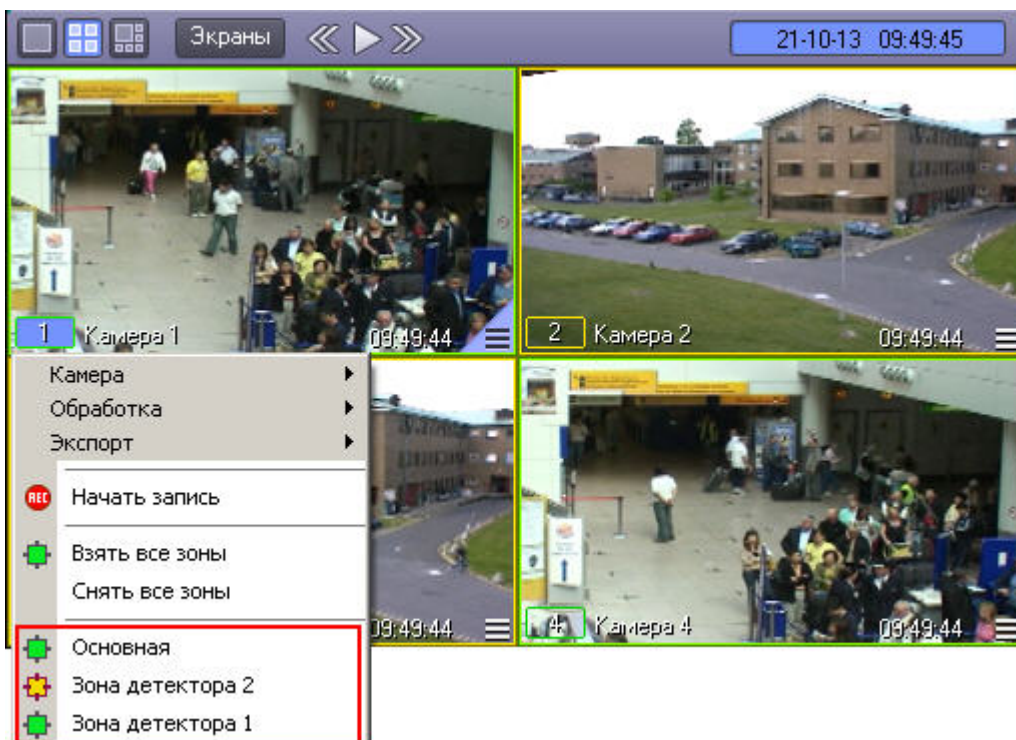 Экраны
21-10-13 09:49:45
1 Камера 1 09:49:44
2 Камера 2 09:49:44
Камера
Обработка
Экспорт
REC Начать запись
Взять все зоны
Снять все зоны
09:49:44
4 Камера 4 09:49:44
Основная
Зона детектора 2
Зона детектора 1